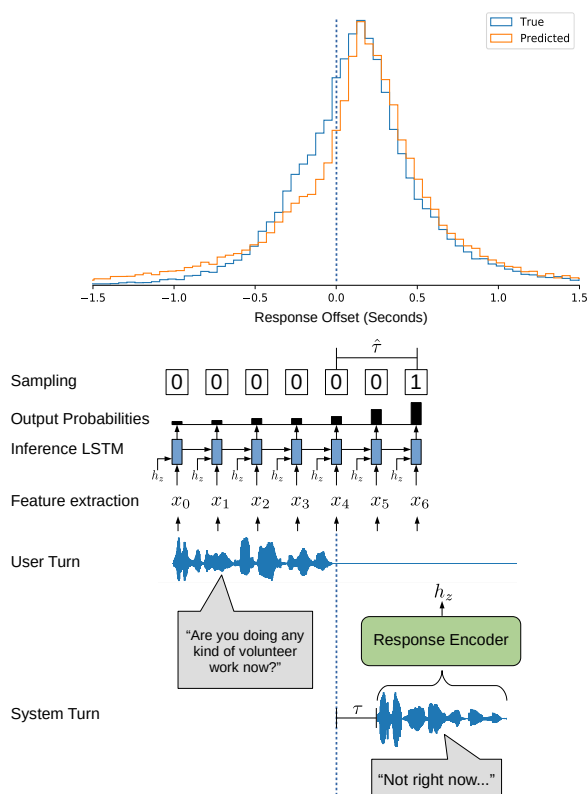 True
Predicted
−1.5 −1.0 −0.5 0.0 0.5 1.0 1.5
Response Offset (Seconds)
τ̂
Sampling 0 0 0 0 0 0 1
Output Probabilities
Inference LSTM
h_z h_z h_z h_z h_z h_z h_z
Feature extraction x_0 x_1 x_2 x_3 x_4 x_5 x_6
User Turn
h_z
“Are you doing any
kind of volunteer
work now?”
Response Encoder
System Turn τ
“Not right now...”